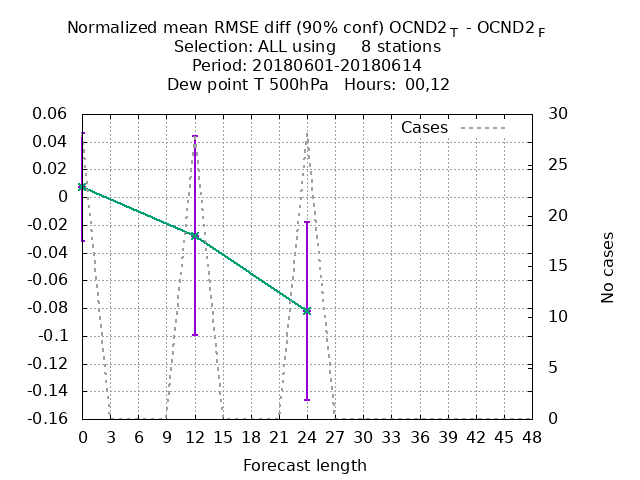 Normalized mean RMSE diff (90% conf) OCND2 T - OCND2 F
Selection: ALL using 8 stations
Period: 20180601-20180614
Dew point T 500hPa Hours: 00,12
Cases
0.06
0.04
0.02
0
-0.02
-0.04
-0.06
-0.08
-0.1
-0.12
-0.14
-0.16
30
25
20
15
10
5
0
No cases
0 3 6 9 12 15 18 21 24 27 30 33 36 39 42 45 48
Forecast length